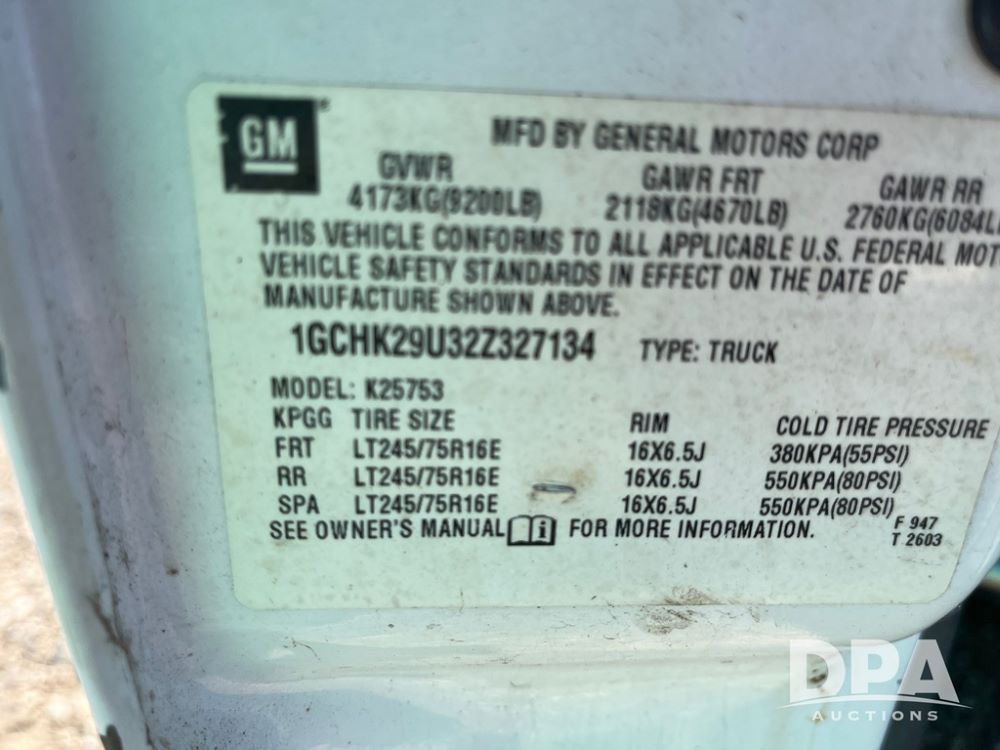 GM
MFD BY GENERAL MOTORS CORP
GVWR GAWR FRT GAWR RR
4173KG(9200LB) 2118KG(4670LB) 2760KG(6084L
THIS VEHICLE CONFORMS TO ALL APPLICABLE U.S. FEDERAL MOT
VEHICLE SAFETY STANDARDS IN EFFECT ON THE DATE OF
MANUFACTURE SHOWN ABOVE.
1GCHK29U32Z327134 TYPE: TRUCK
MODEL: K25753
KPGG TIRE SIZE RIM COLD TIRE PRESSURE
FRT LT245/75R16E 16X6.5J 380KPA(55PSI)
RR LT245/75R16E 16X6.5J 550KPA(80PSI)
SPA LT245/75R16E 16X6.5J 550KPA(80PSI)
SEE OWNER'S MANUAL i FOR MORE INFORMATION.
F 947
T 2603
DPA
AUCTIONS